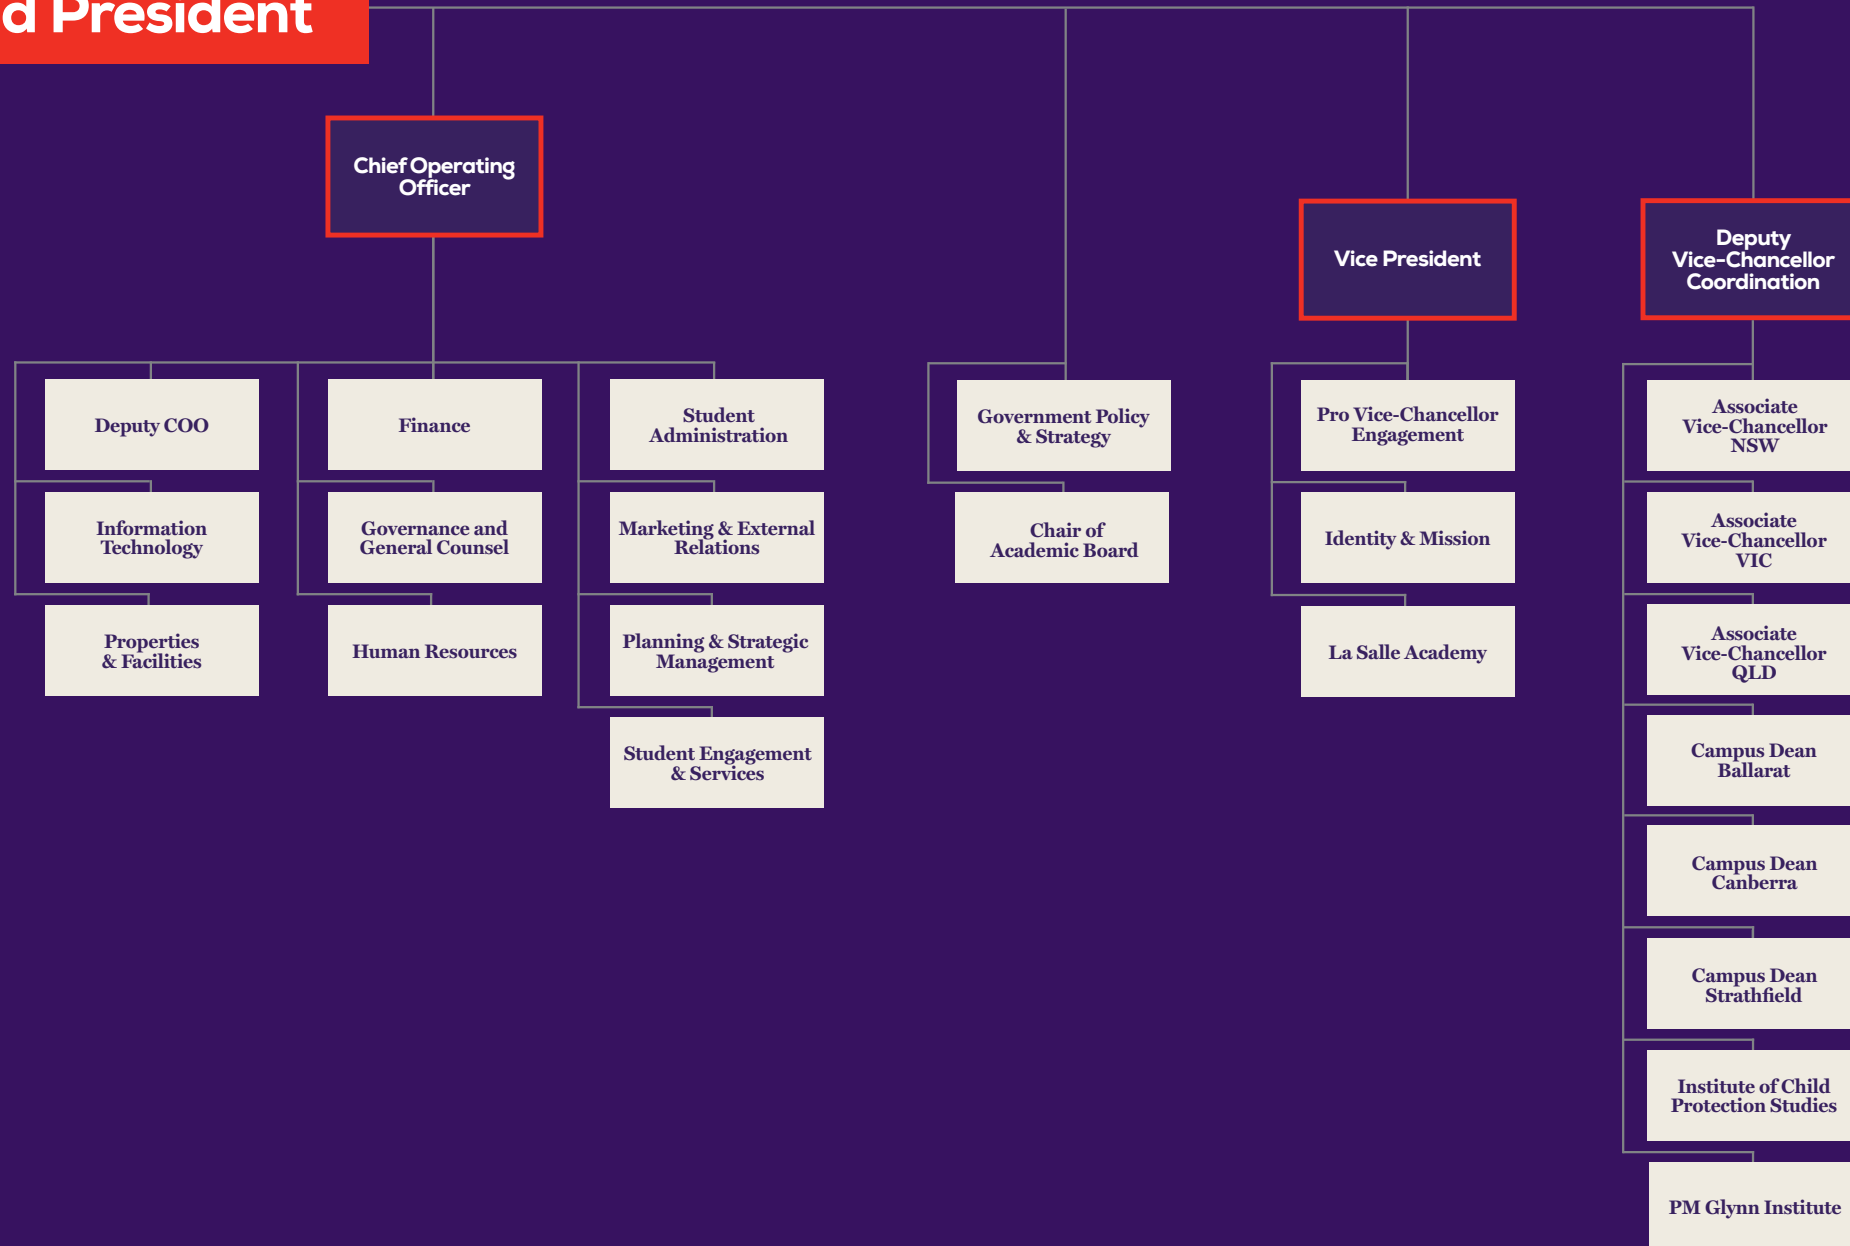 d President
Chief Operating
Officer
Vice President
Deputy
Vice-Chancellor
Coordination
Deputy COO
Finance
Student
Administration
Government Policy
& Strategy
Pro Vice-Chancellor
Engagement
Associate
Vice-Chancellor
NSW
Information
Technology
Governance and
General Counsel
Marketing & External
Relations
Chair of
Academic Board
Identity & Mission
Associate
Vice-Chancellor
VIC
Properties
& Facilities
Human Resources
Planning & Strategic
Management
La Salle Academy
Associate
Vice-Chancellor
QLD
Student Engagement
& Services
Campus Dean
Ballarat
Campus Dean
Canberra
Campus Dean
Strathfield
Institute of Child
Protection Studies
PM Glynn Institute